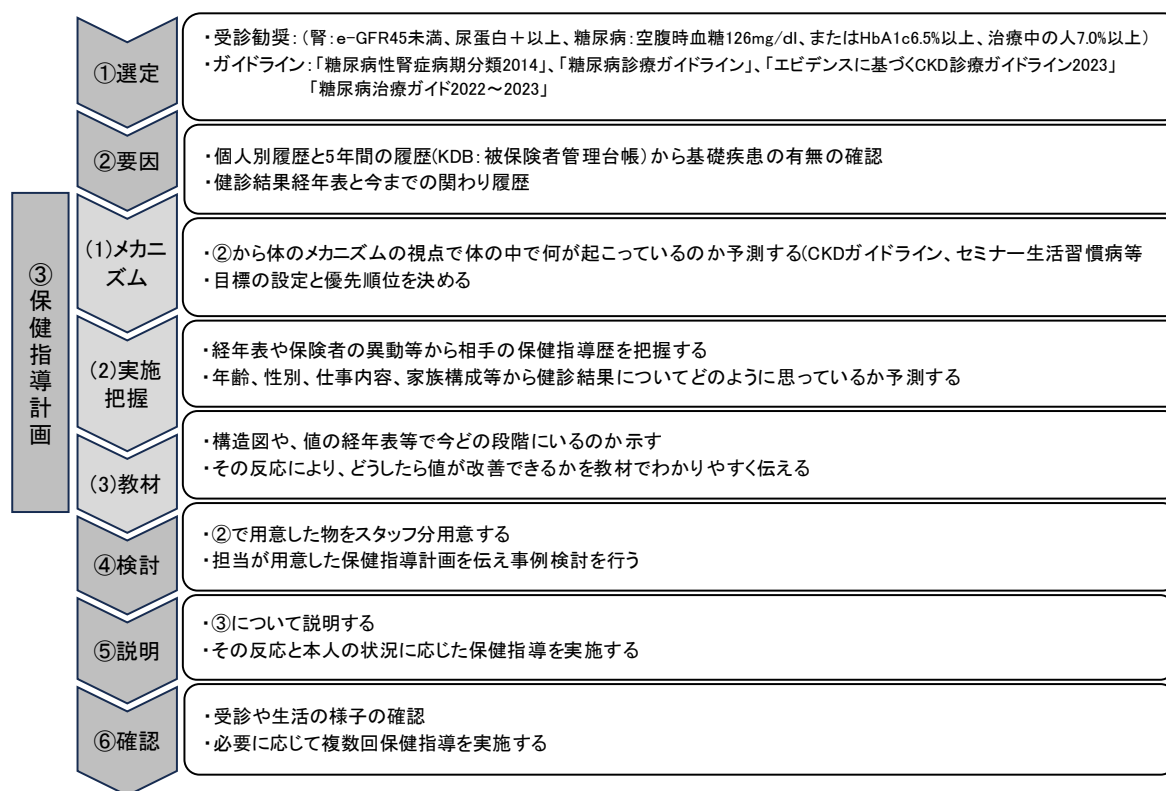 ①選定
・受診勧奨：（腎：e-GFR45未満、尿蛋白＋以上、糖尿病：空腹時血糖126mg/dl、またはHbA1c6.5%以上、治療中の人7.0%以上）
・ガイドライン：「糖尿病性腎症病期分類2014」、「糖尿病診療ガイドライン」、「エビデンスに基づくCKD診療ガイドライン2023」
「糖尿病治療ガイド2022～2023」
②要因
・個人別履歴と5年間の履歴(KDB：被保険者管理台帳）から基礎疾患の有無の確認
・健診結果経年表と今までの関わり履歴
③保健指導計画
(1)メカニ
ズム
・②から体のメカニズムの視点で体の中で何が起こっているのか予測する(CKDガイドライン、セミナー生活習慣病等
・目標の設定と優先順位を決める
(2)実施
把握
・経年表や保険者の異動等から相手の保健指導歴を把握する
・年齢、性別、仕事内容、家族構成等から健診結果についてどのように思っているか予測する
(3)教材
・構造図や、値の経年表等で今どの段階にいるのか示す
・その反応により、どうしたら値が改善できるかを教材でわかりやすく伝える
④検討
・②で用意した物をスタッフ分用意する
・担当が用意した保健指導計画を伝え事例検討を行う
⑤説明
・③について説明する
・その反応と本人の状況に応じた保健指導を実施する
⑥確認
・受診や生活の様子の確認
・必要に応じて複数回保健指導を実施する